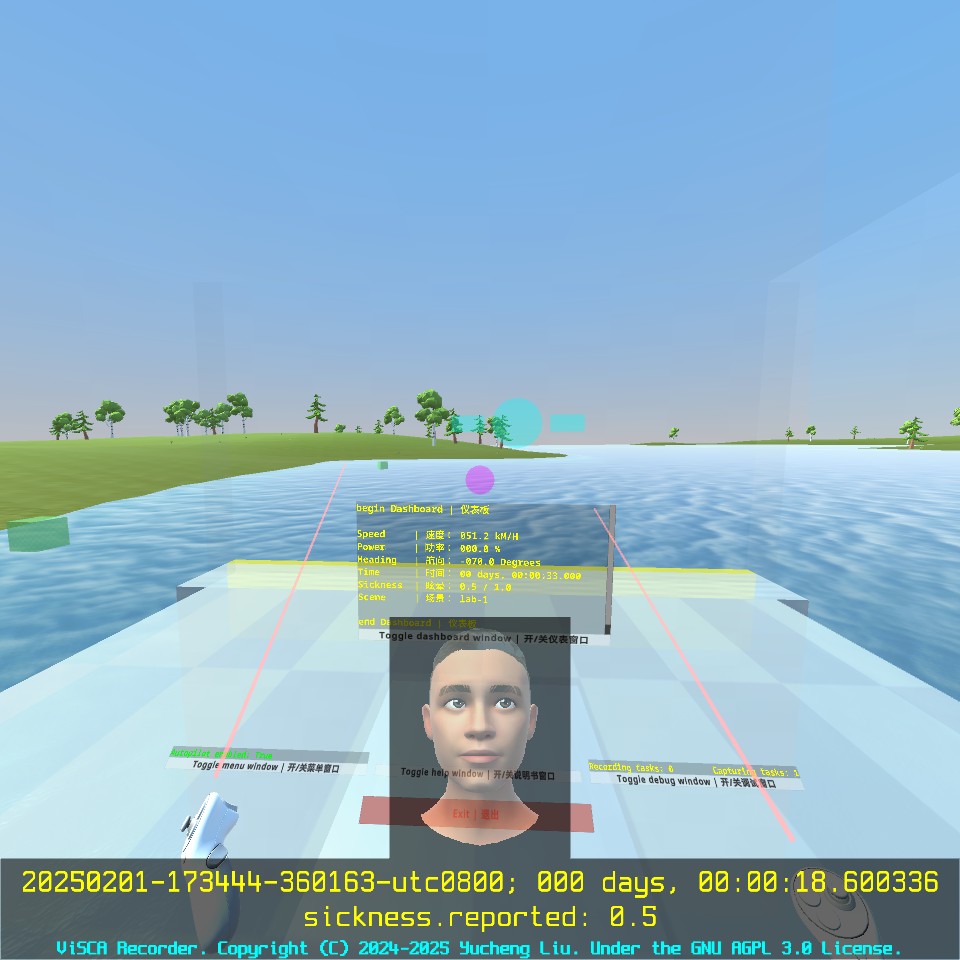 begin Dashboard | 仪表板
Speed | 速度: 051.2 kM/H
Power | 功率: 000.0 %
Heading | 航向: -070.0 Degrees
Time | 时间: 00 days, 00:00:33.000
Sickness | 眩晕: 0.5 / 1.0
Scene | 场景: lab-1
end Dashboard | 仪表板
Toggle dashboard window | 开/关仪表窗口
Autopilot enabled: True
Toggle menu window | 开/关菜单窗口
Toggle help window | 开/关说明书窗口
Recording tasks: 0 Capturing tasks: 1
Toggle debug window | 开/关调试窗口
Exit | 退出
20250201-173444-360163-utc0800; 000 days, 00:00:18.600336
sickness.reported: 0.5
ViSCA Recorder. Copyright (C) 2024-2025 Yucheng Liu. Under the GNU AGPL 3.0 License.